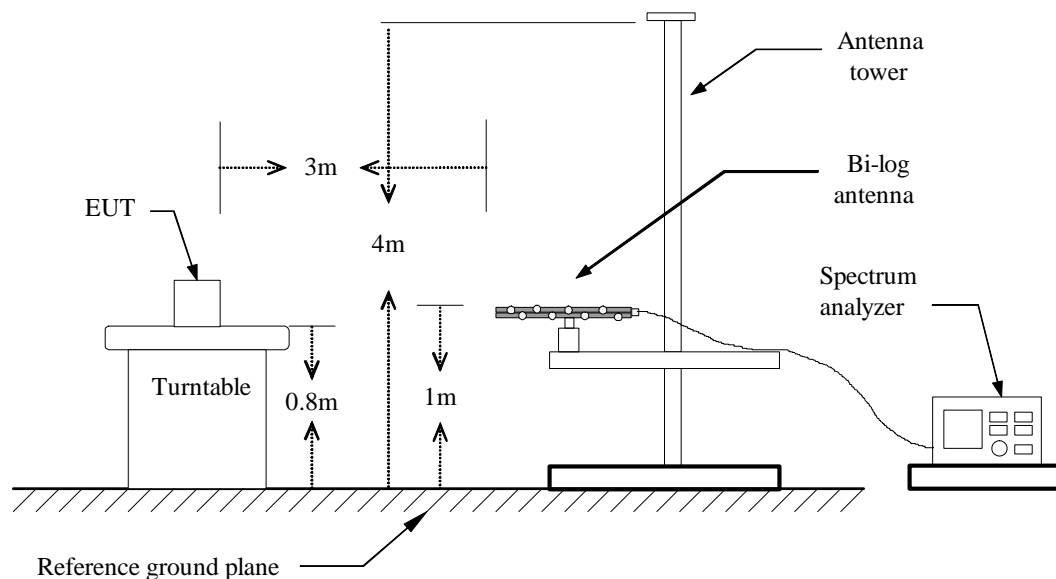 Antenna
tower
3m
Bi-log
antenna
EUT
4m
Spectrum
analyzer
Turntable
0.8m
1m
Reference ground plane